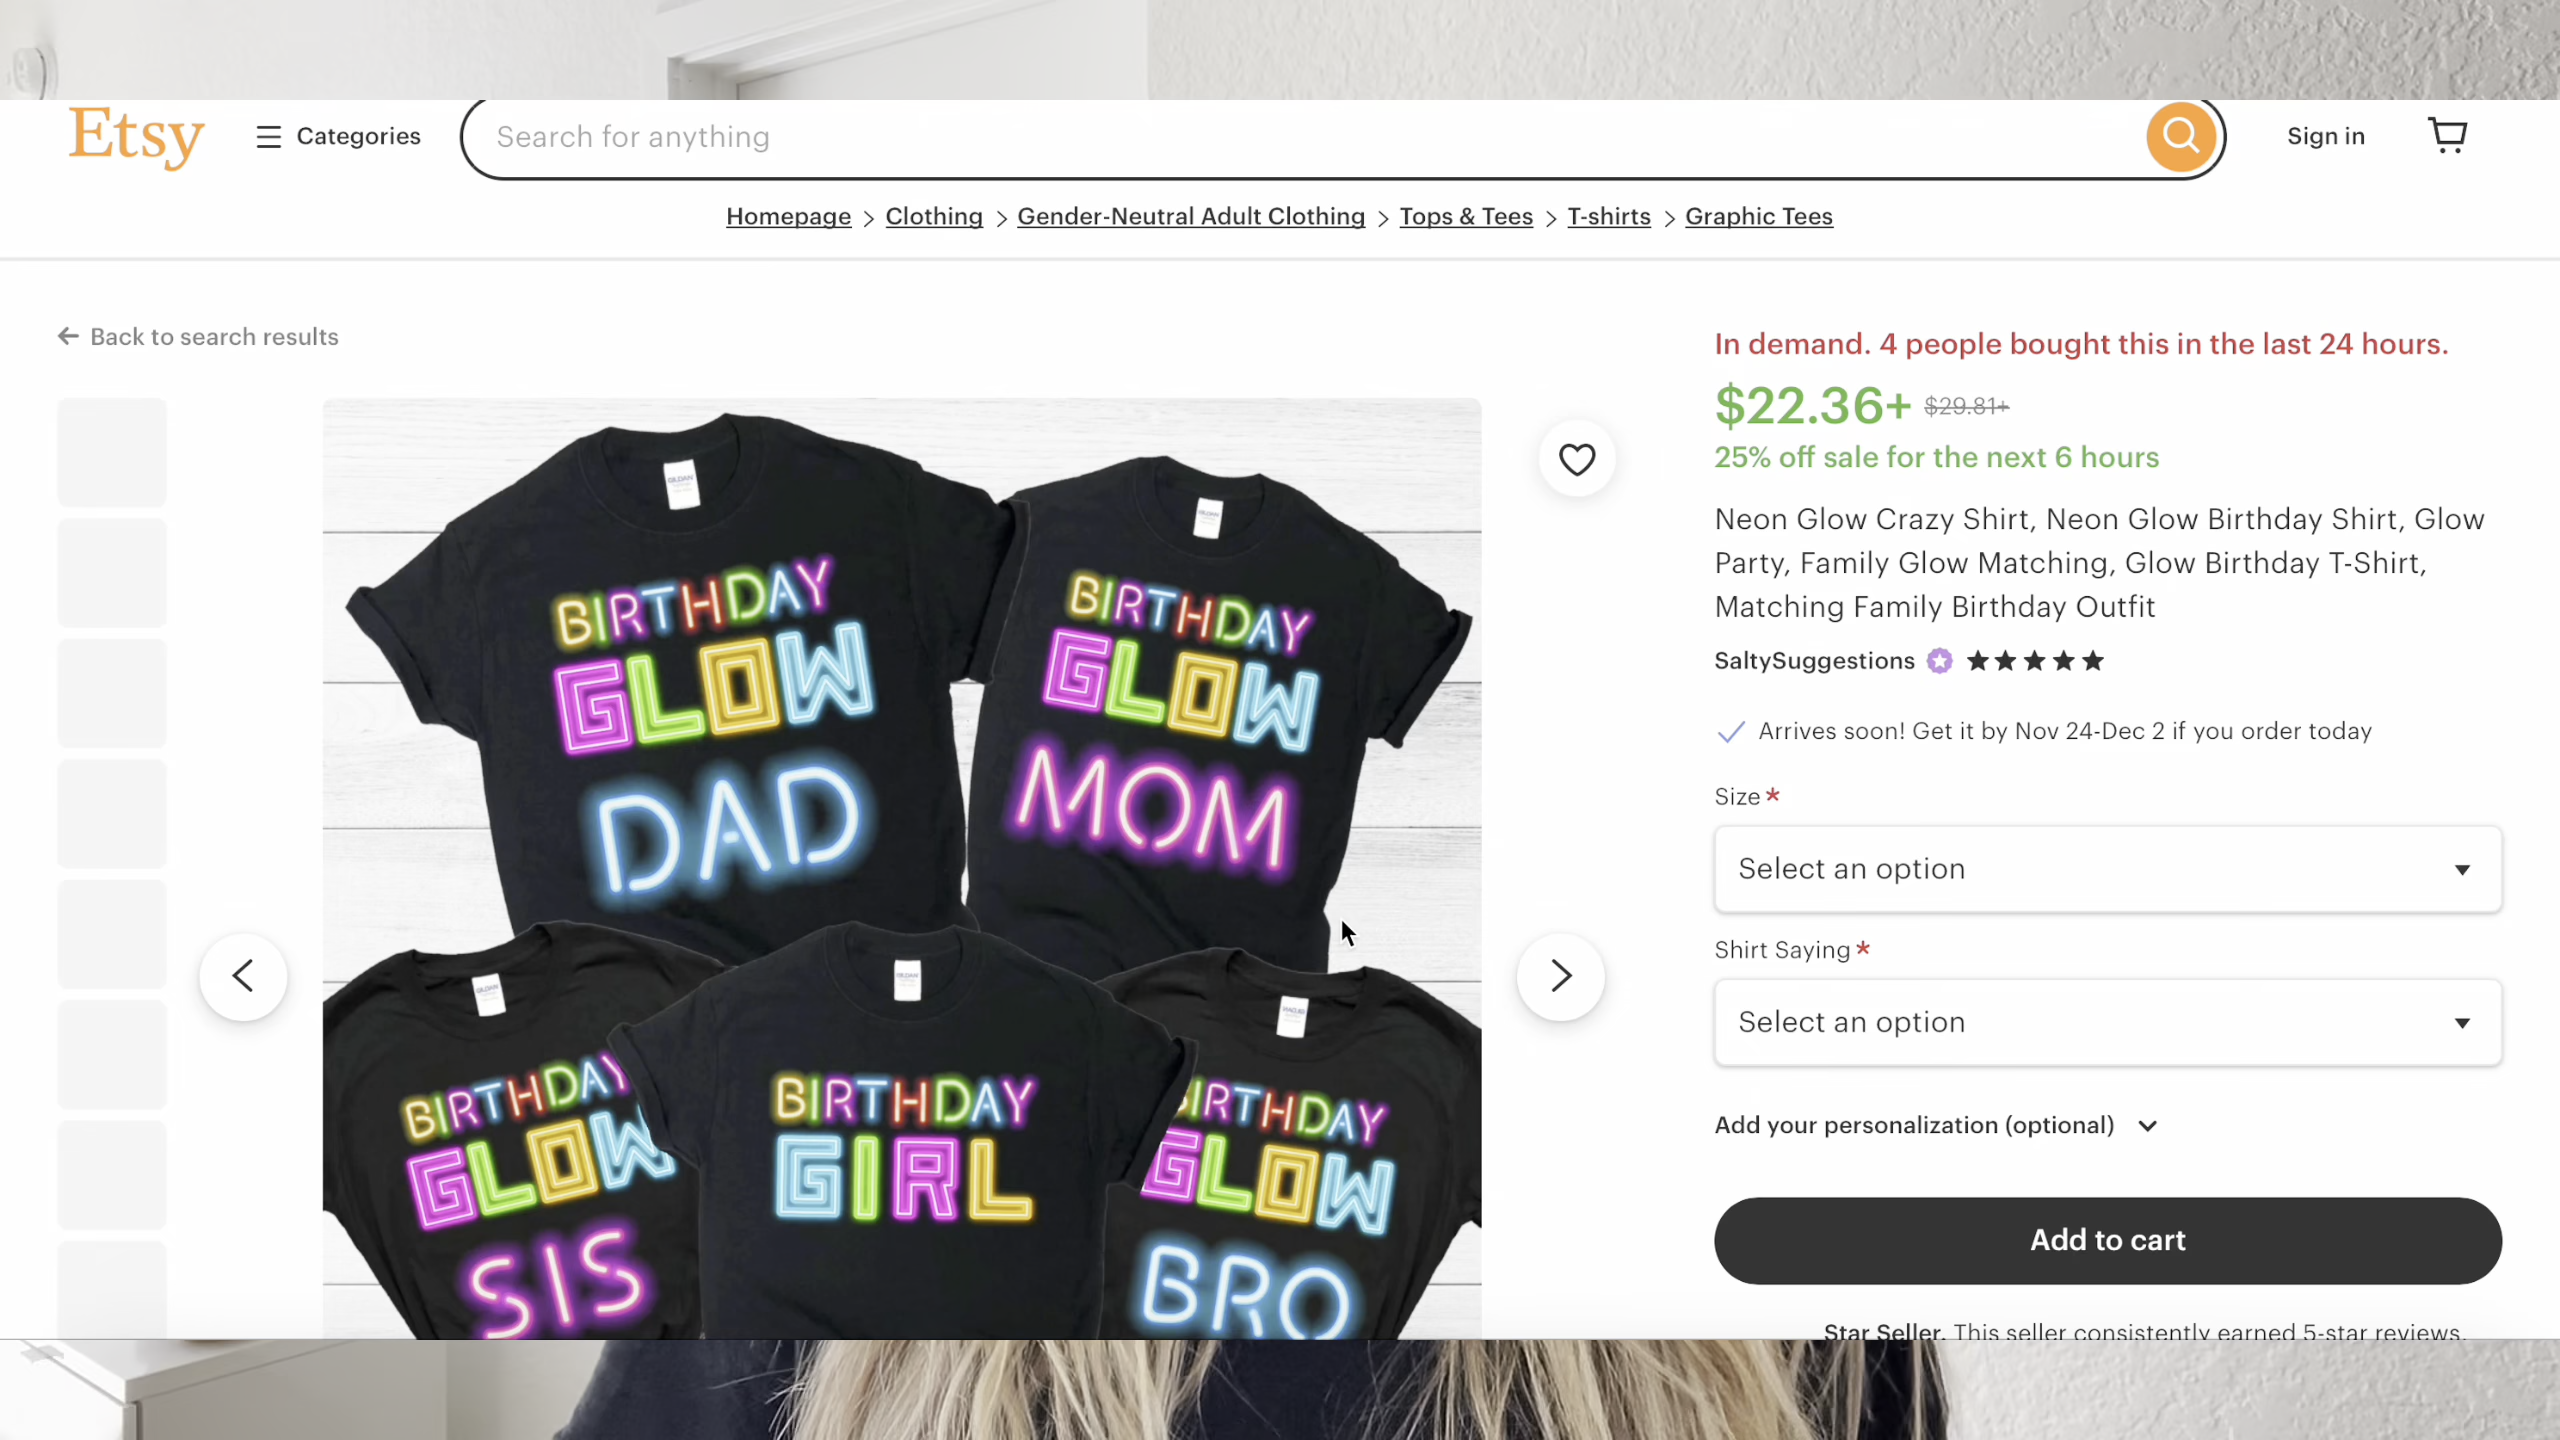 Etsy
Categories
Search for anything
Sign in
Homepage > Clothing > Gender-Neutral Adult Clothing > Tops & Tees > T-shirts > Graphic Tees
Back to search results
In demand. 4 people bought this in the last 24 hours.
$22.36+ $29.81+
25% off sale for the next 6 hours
Neon Glow Crazy Shirt, Neon Glow Birthday Shirt, Glow
Party, Family Glow Matching, Glow Birthday T-Shirt,
Matching Family Birthday Outfit
SaltySuggestions ★★★★★
Arrives soon! Get it by Nov 24-Dec 2 if you order today
Size *
Select an option
Shirt Saying *
Select an option
Add your personalization (optional)
Add to cart
Star Seller. This seller consistently earned 5-star reviews,
GILDAN
BIRTHDAY
GLOW
DAD
GILDAN
BIRTHDAY
GLOW
MOM
GILDAN
BIRTHDAY
GLOW
SIS
GILDAN
BIRTHDAY
GIRL
BIRTHDAY
GLOW
BRO